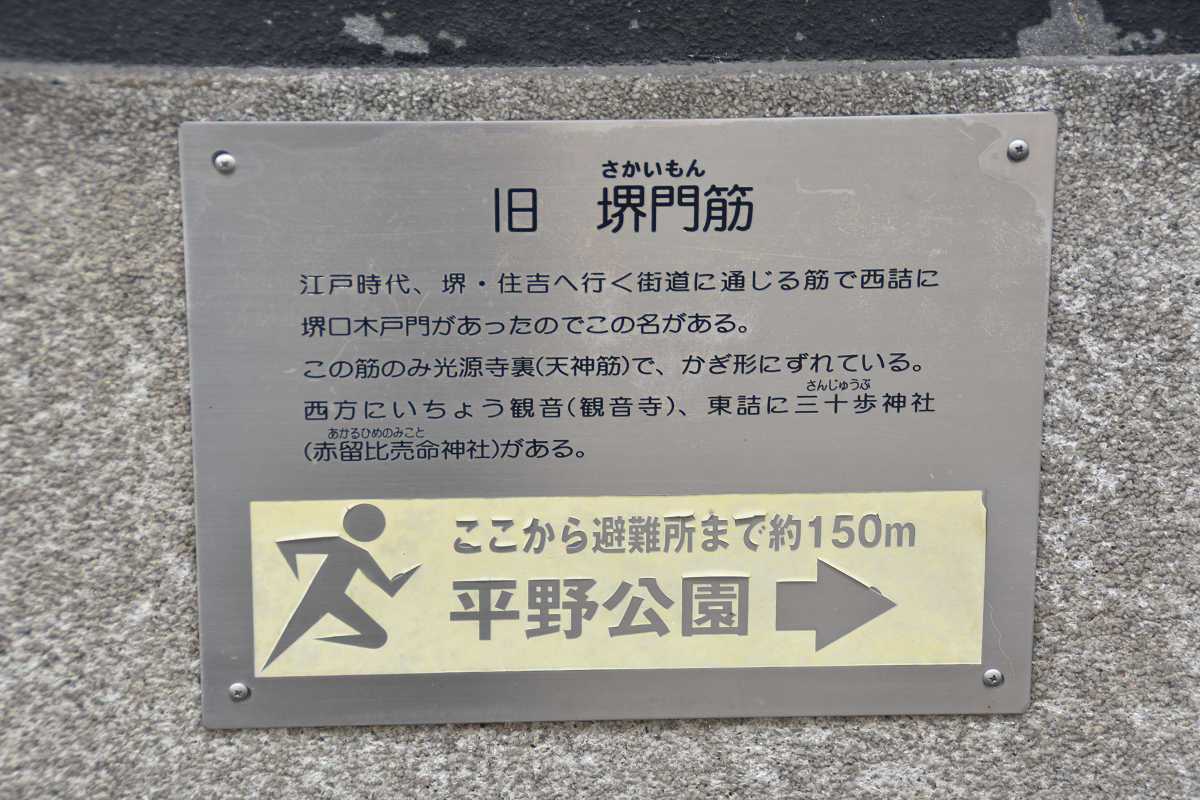 さかいもん
旧　堺門筋
江戸時代、堺・住吉へ行く街道に通じる筋で西詰に
堺口木戸門があったのでこの名がある。
この筋のみ光源寺裏(天神筋)で、かぎ形にずれている。
さんじゅうぶ
西方にいちょう観音(観音寺)、東詰に三十歩神社
あかるひめのみこと
(赤留比売命神社)がある。
ここから避難所まで約150m
平野公園